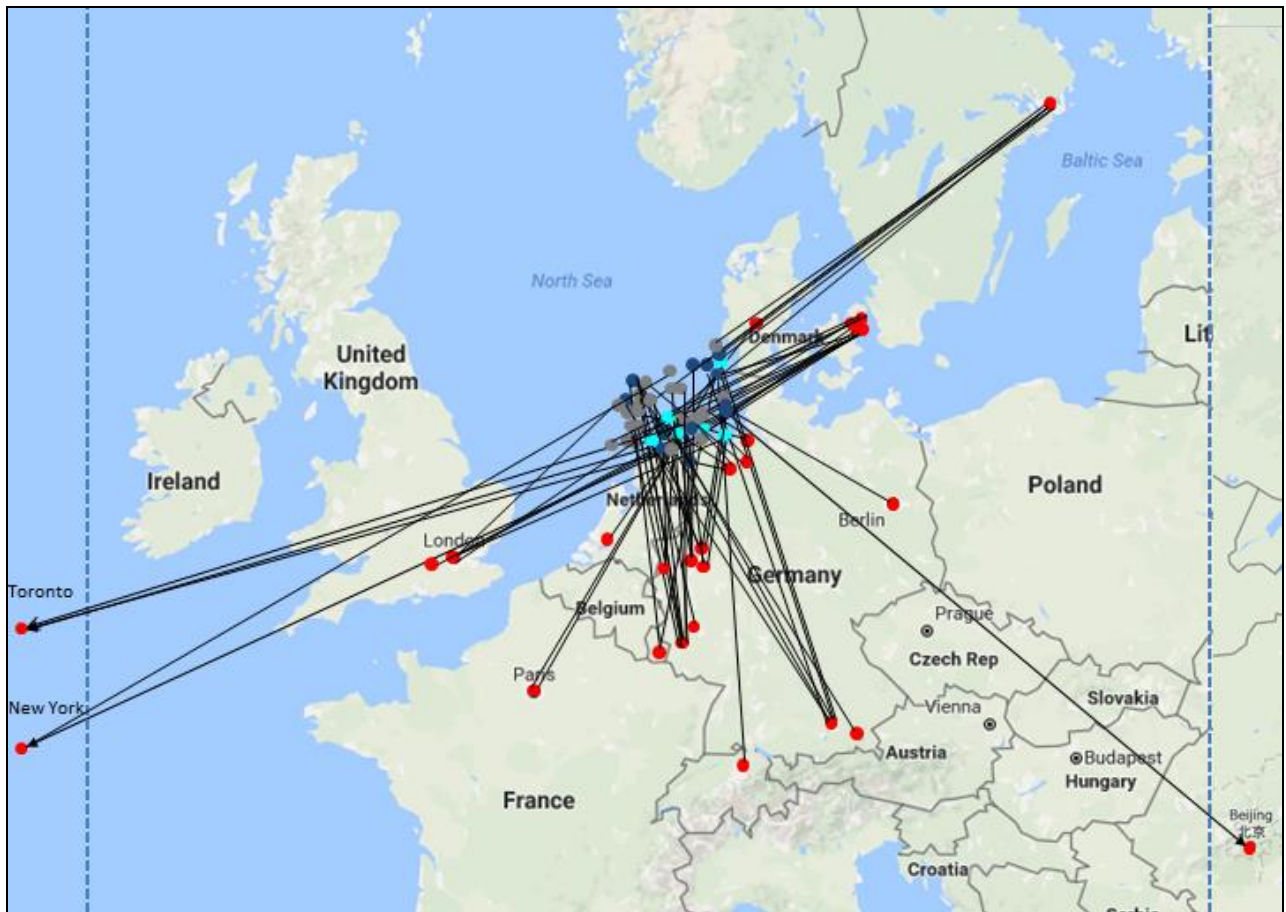 Baltic Sea
North Sea
Denmark
Lit
United
Kingdom
Ireland
Netherlands
Poland
Berlin
London
Germany
Toronto
Belgium
Prague
Czech Rep
Paris
Slovakia
New York
Vienna
Austria
Budapest
Hungary
France
Beijing
北京
Croatia